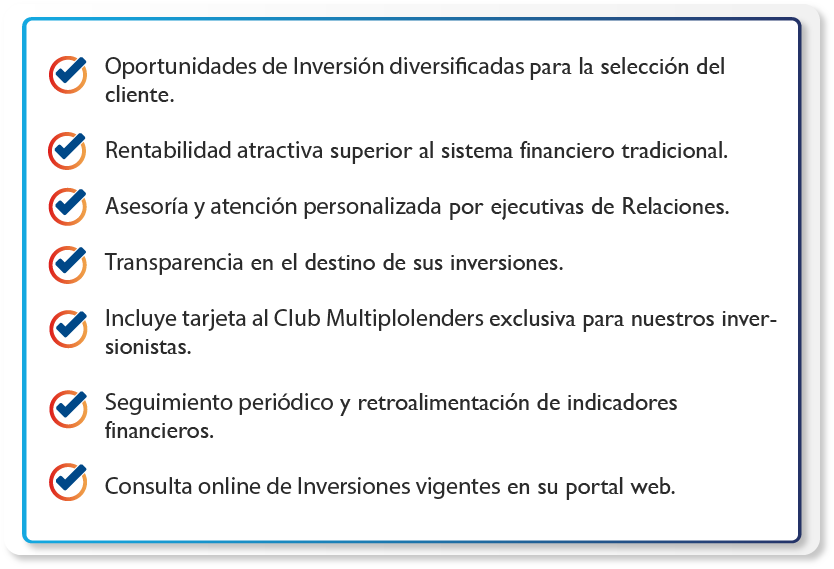 Oportunidades de Inversión diversificadas para la selección del
cliente.
Rentabilidad atractiva superior al sistema financiero tradicional.
Asesoría y atención personalizada por ejecutivas de Relaciones.
Transparencia en el destino de sus inversiones.
Incluye tarjeta al Club Multiplolenders exclusiva para nuestros inver-
sionistas.
Seguimiento periódico y retroalimentación de indicadores
financieros.
Consulta online de Inversiones vigentes en su portal web.